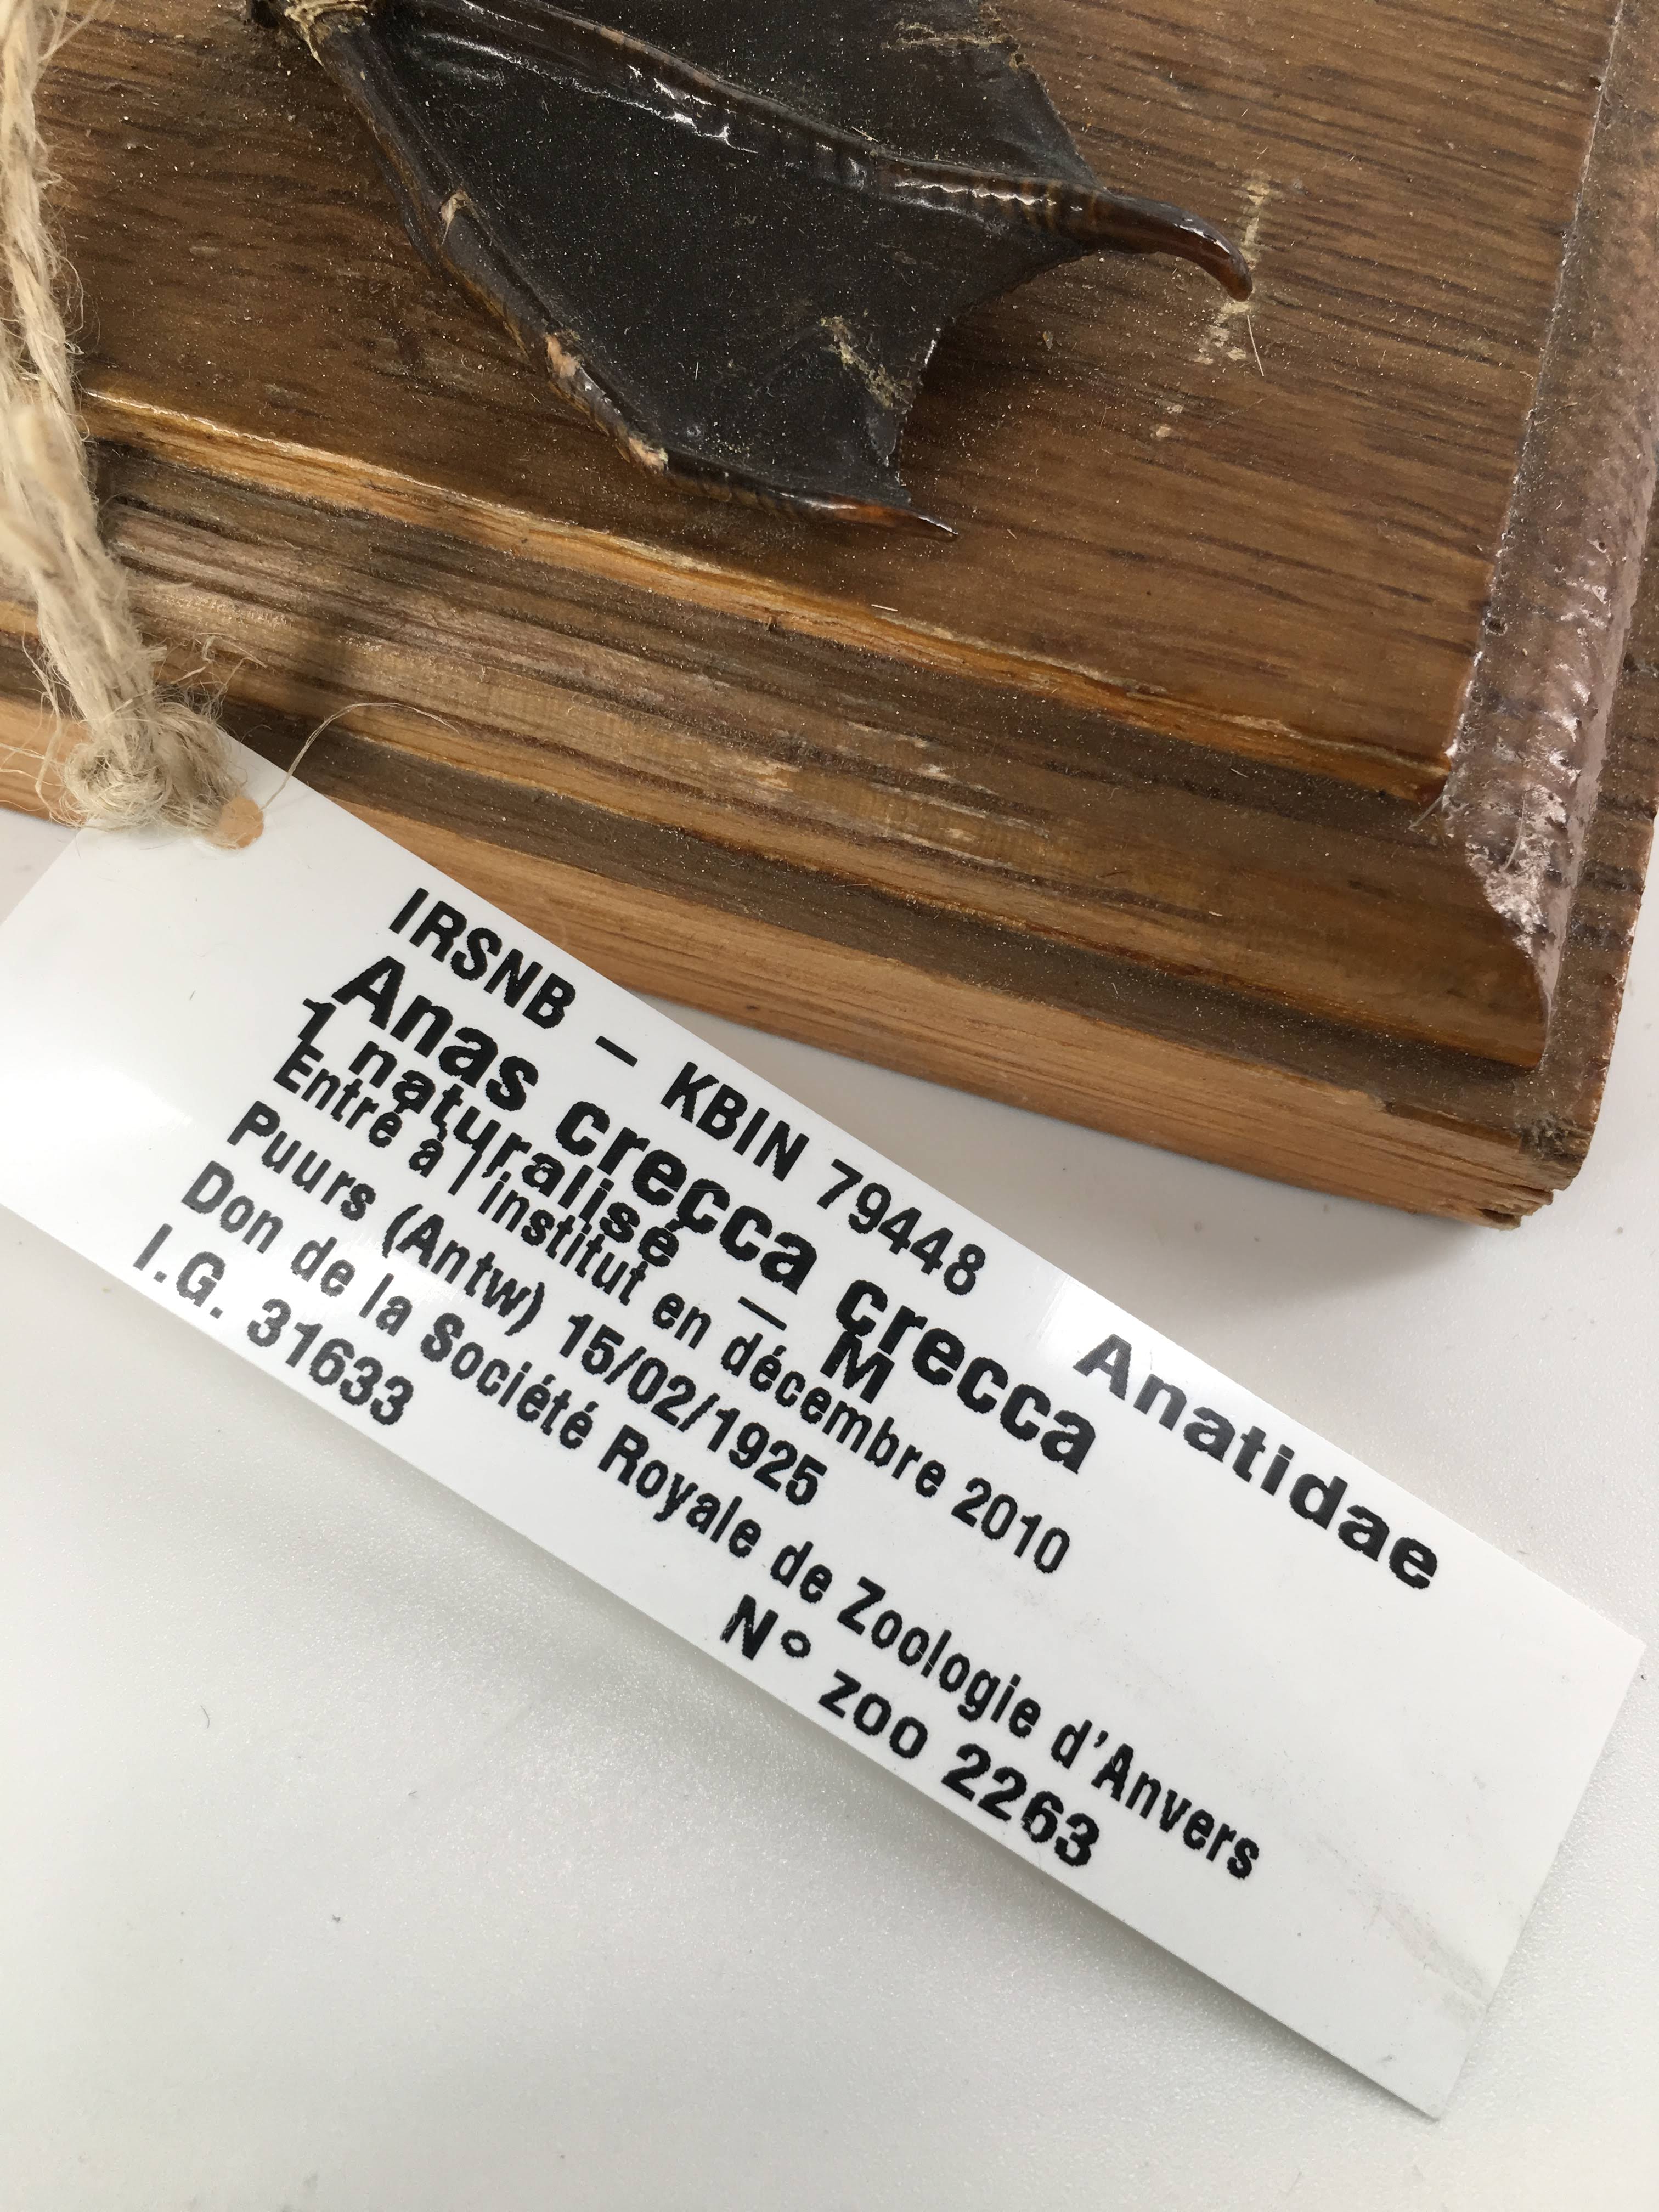 IRSNB – KBIN 79448 Anatidae
Anas crecca crecca
1 naturalisé – M
Entré à l'institut en décembre 2010
Puurs (Antw) 15/02/1925
Don de la Société Royale de Zoologie d'Anvers
I.G. 31633 N° zoo 2263